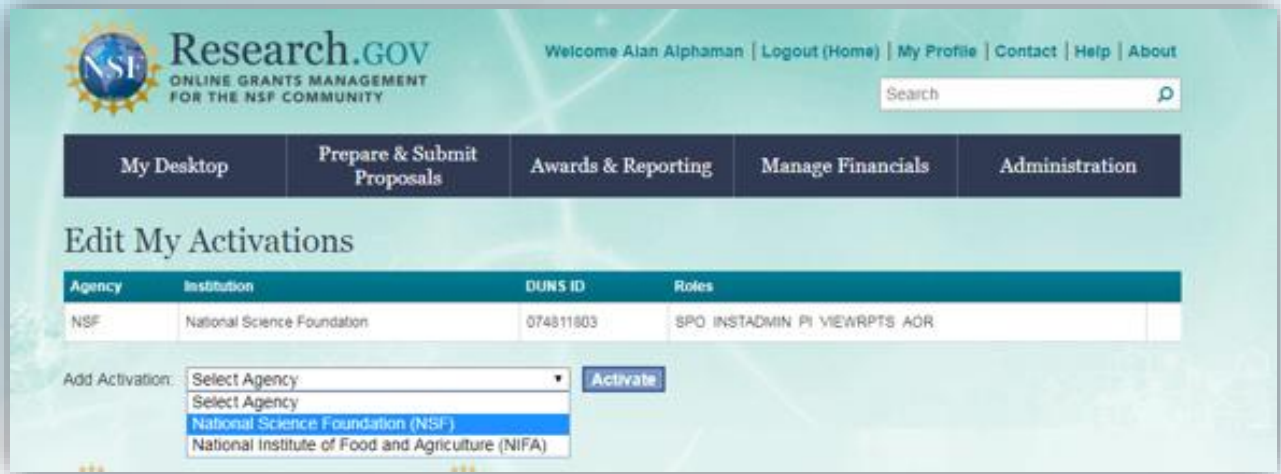 NSF
Research.GOV
ONLINE GRANTS MANAGEMENT
FOR THE NSF COMMUNITY
Welcome Alan Alphaman | Logout (Home) | My Profile | Contact | Help | About
Search
My Desktop
Prepare & Submit
Proposals
Awards & Reporting
Manage Financials
Administration
Edit My Activations
Agency Institution DUNS ID Roles
NSF National Science Foundation 074811803 SPO INSTADMIN PI VIEWRPTS AOR
Add Activation: Select Agency Activate
Select Agency
National Science Foundation (NSF)
National Institute of Food and Agriculture (NIFA)